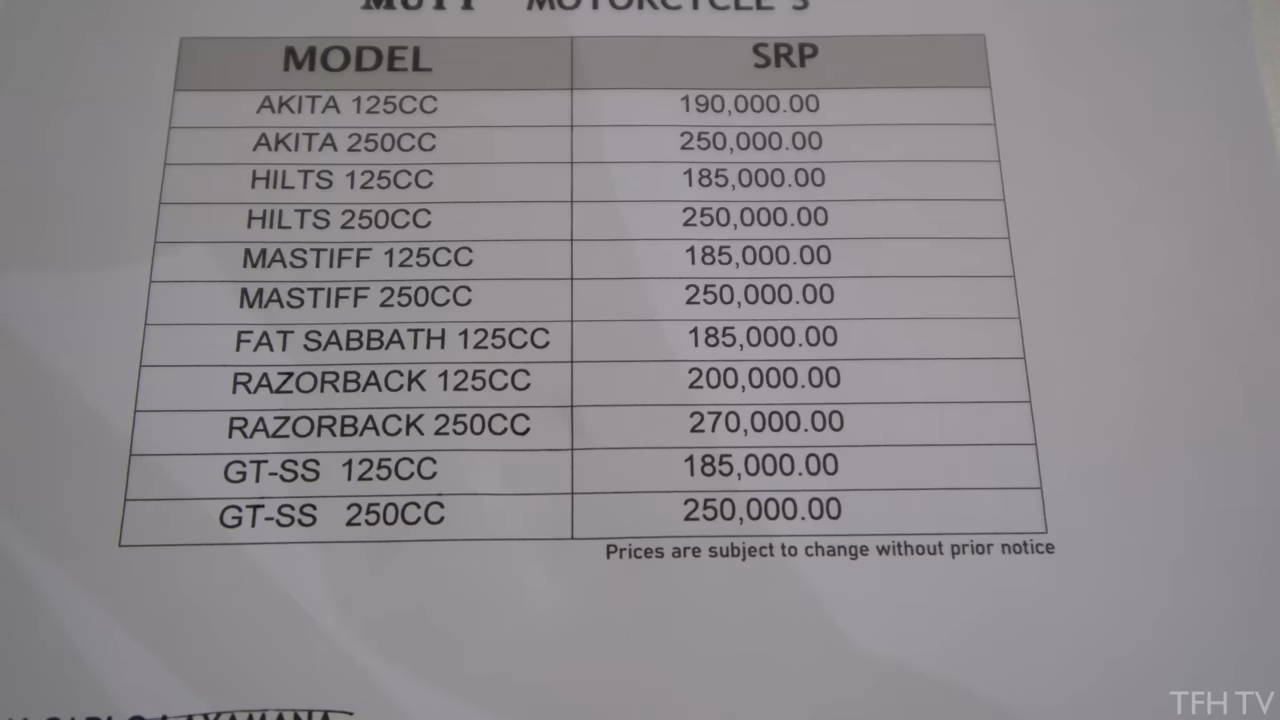 MUTT MOTORCYCLE'S
MODEL SRP
AKITA 125CC 190,000.00
AKITA 250CC 250,000.00
HILTS 125CC 185,000.00
HILTS 250CC 250,000.00
MASTIFF 125CC 185,000.00
MASTIFF 250CC 250,000.00
FAT SABBATH 125CC 185,000.00
RAZORBACK 125CC 200,000.00
RAZORBACK 250CC 270,000.00
GT-SS 125CC 185,000.00
GT-SS 250CC 250,000.00
Prices are subject to change without prior notice
TFH TV